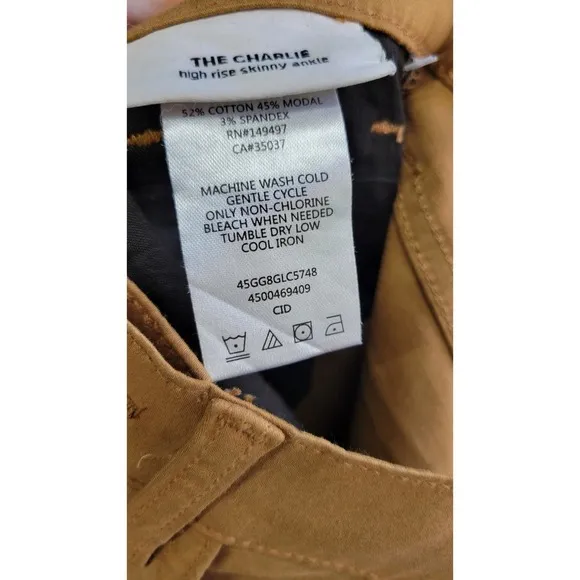 THE CHARLIE
high rise skinny ankle
52% COTTON 45% MODAL
3% SPANDEX
RN#149497
CA#35037
MACHINE WASH COLD
GENTLE CYCLE
ONLY NON-CHLORINE
BLEACH WHEN NEEDED
TUMBLE DRY LOW
COOL IRON
45GG8GLC5748
4500469409
CID